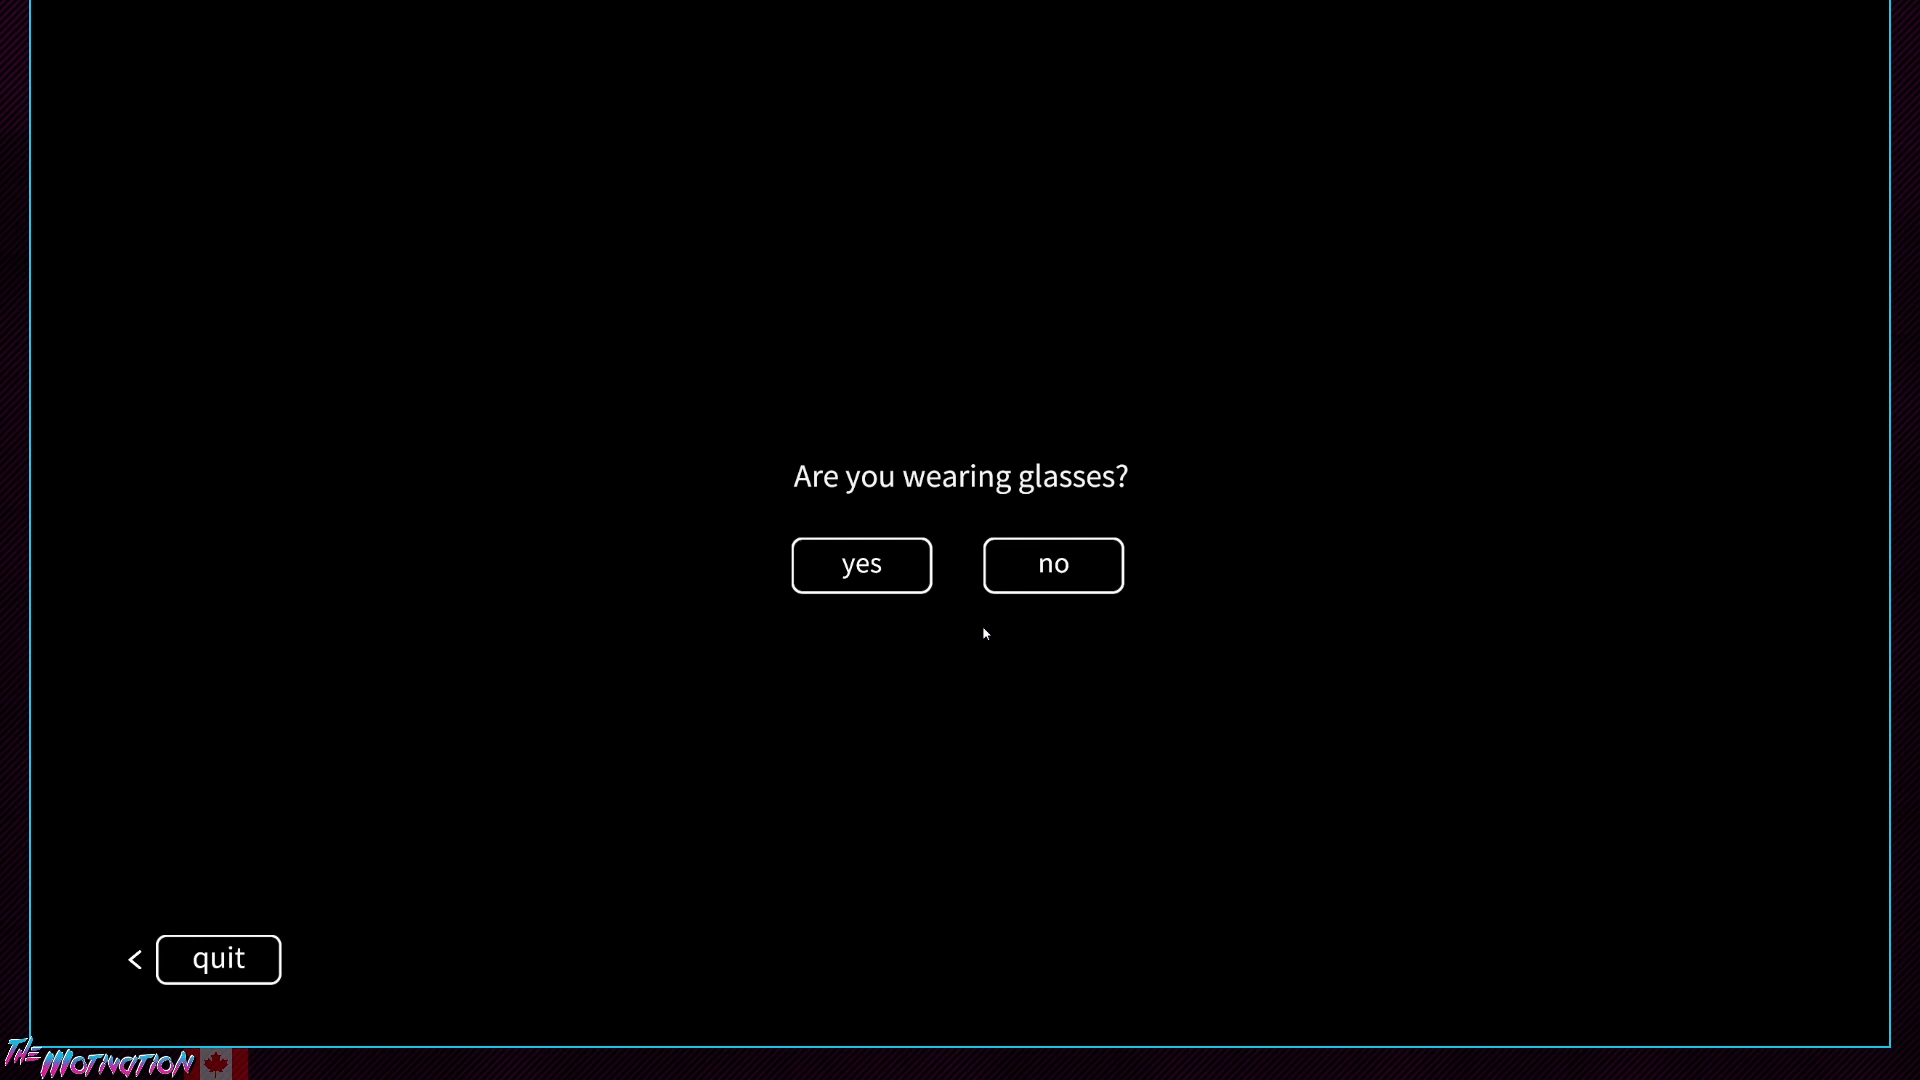 Are you wearing glasses?
yes no
< quit
The Motivation